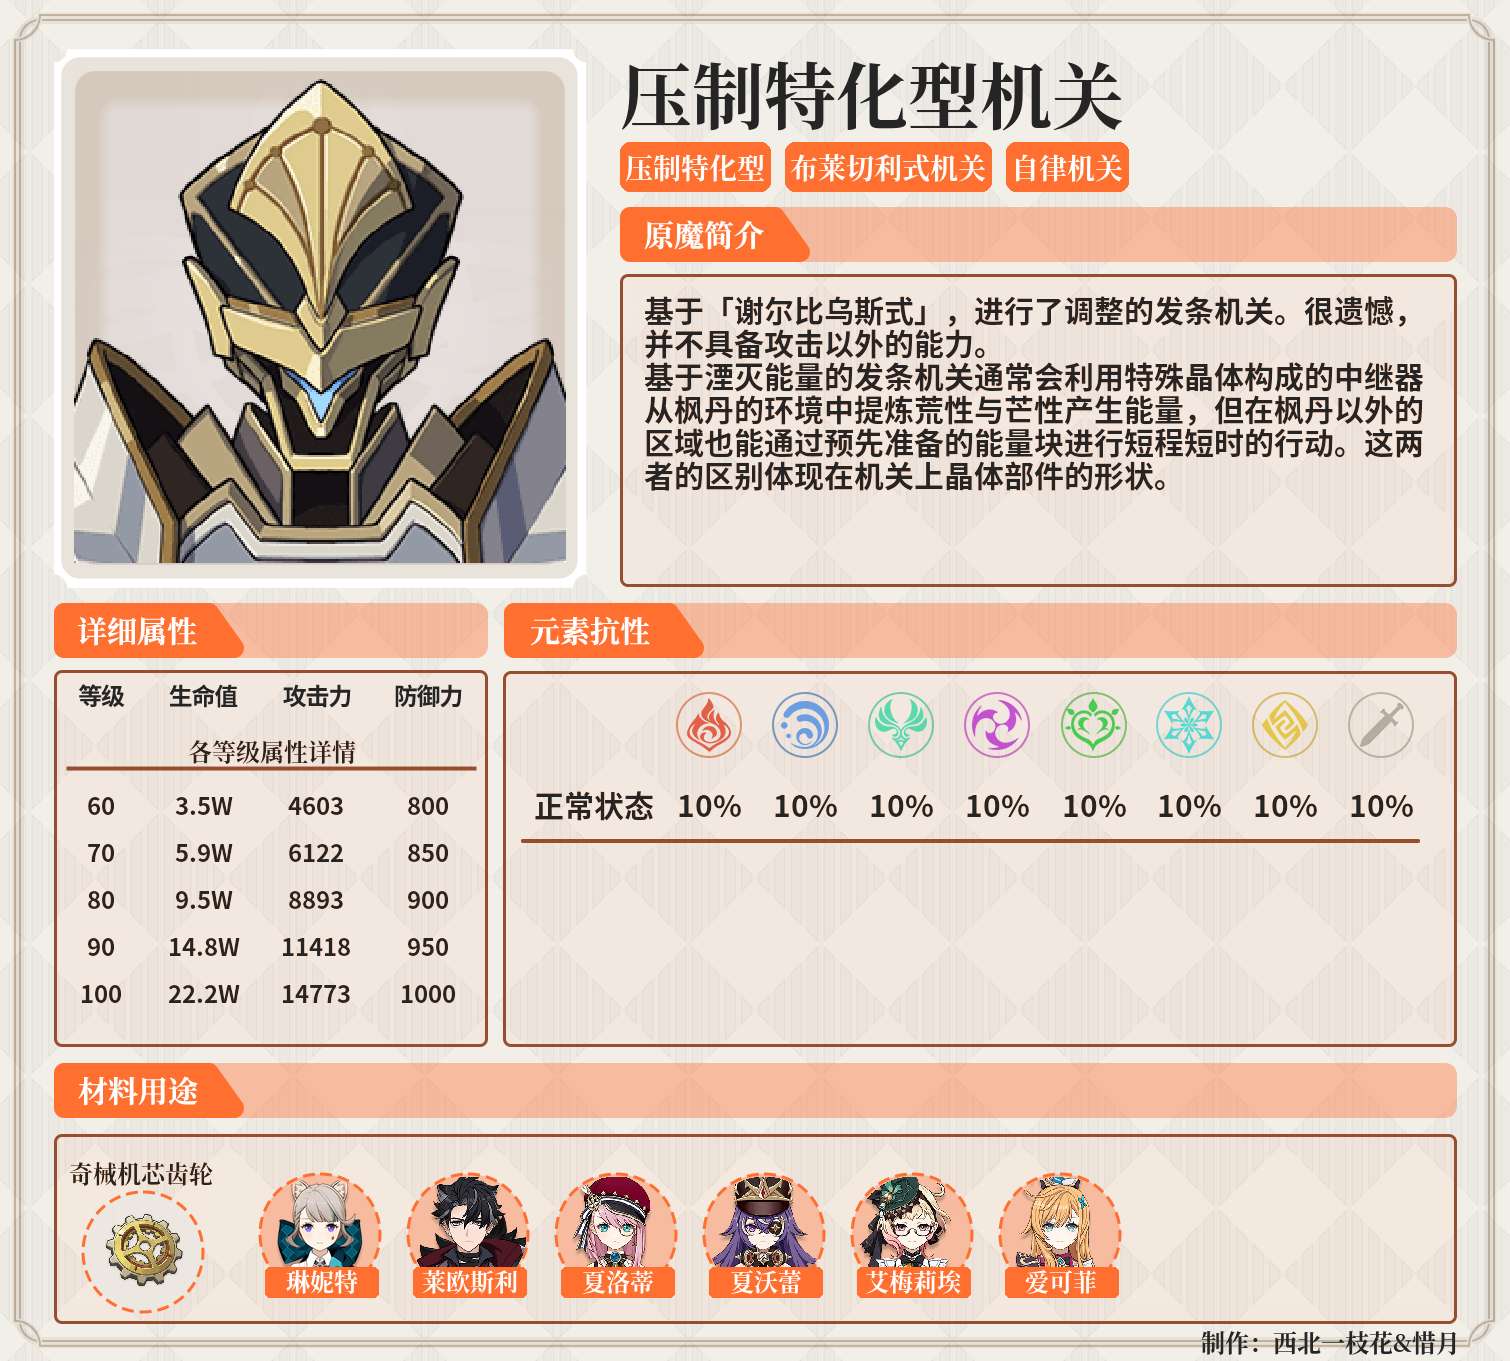 压制特化型机关
压制特化型 布莱切利式机关 自律机关
原魔简介
基于「谢尔比乌斯式」，进行了调整的发条机关。很遗憾，
并不具备攻击以外的能力。
基于湮灭能量的发条机关通常会利用特殊晶体构成的中继器
从枫丹的环境中提炼荒性与芒性产生能量，但在枫丹以外的
区域也能通过预先准备的能量块进行短程短时的行动。这两
者的区别体现在机关上晶体部件的形状。
详细属性
等级 生命值 攻击力 防御力
各等级属性详情
60 3.5W 4603 800
70 5.9W 6122 850
80 9.5W 8893 900
90 14.8W 11418 950
100 22.2W 14773 1000
元素抗性
正常状态 10% 10% 10% 10% 10% 10% 10% 10%
材料用途
奇械机芯齿轮
琳妮特 莱欧斯利 夏洛蒂 夏沃蕾 艾梅莉埃 爱可菲
制作：西北一枝花&惜月